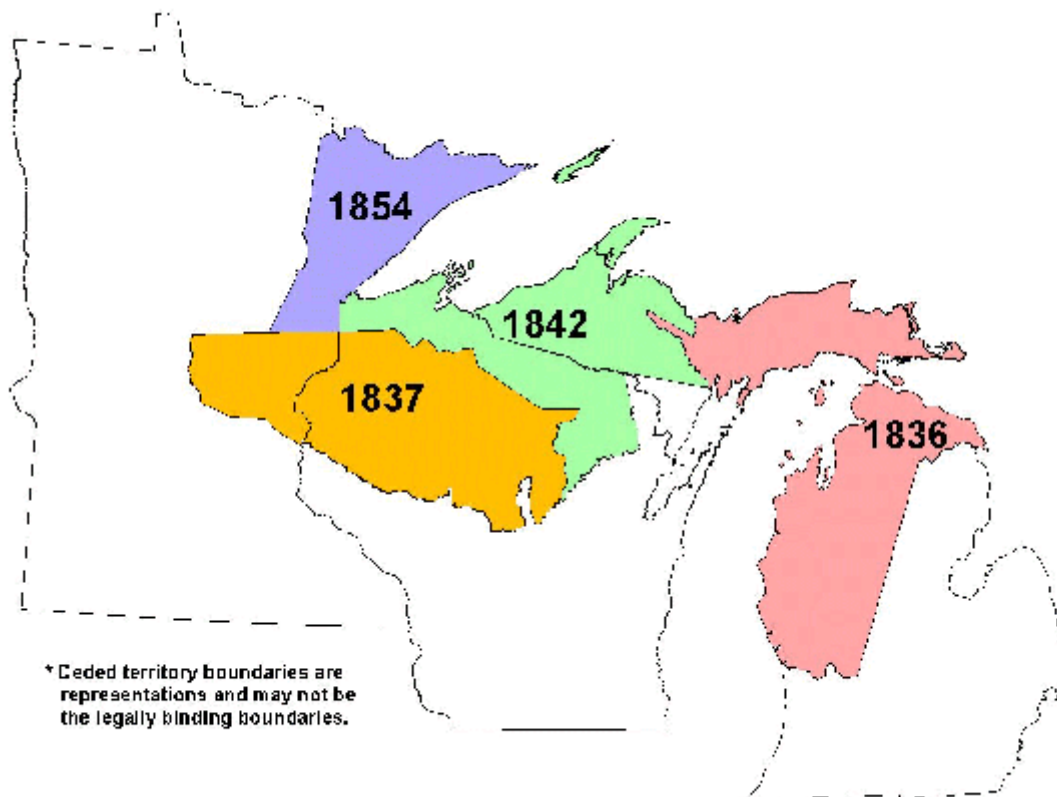 1854
1842
1837
1836
* Ceded territory boundaries are
representations and may not be
the legally binding boundaries.